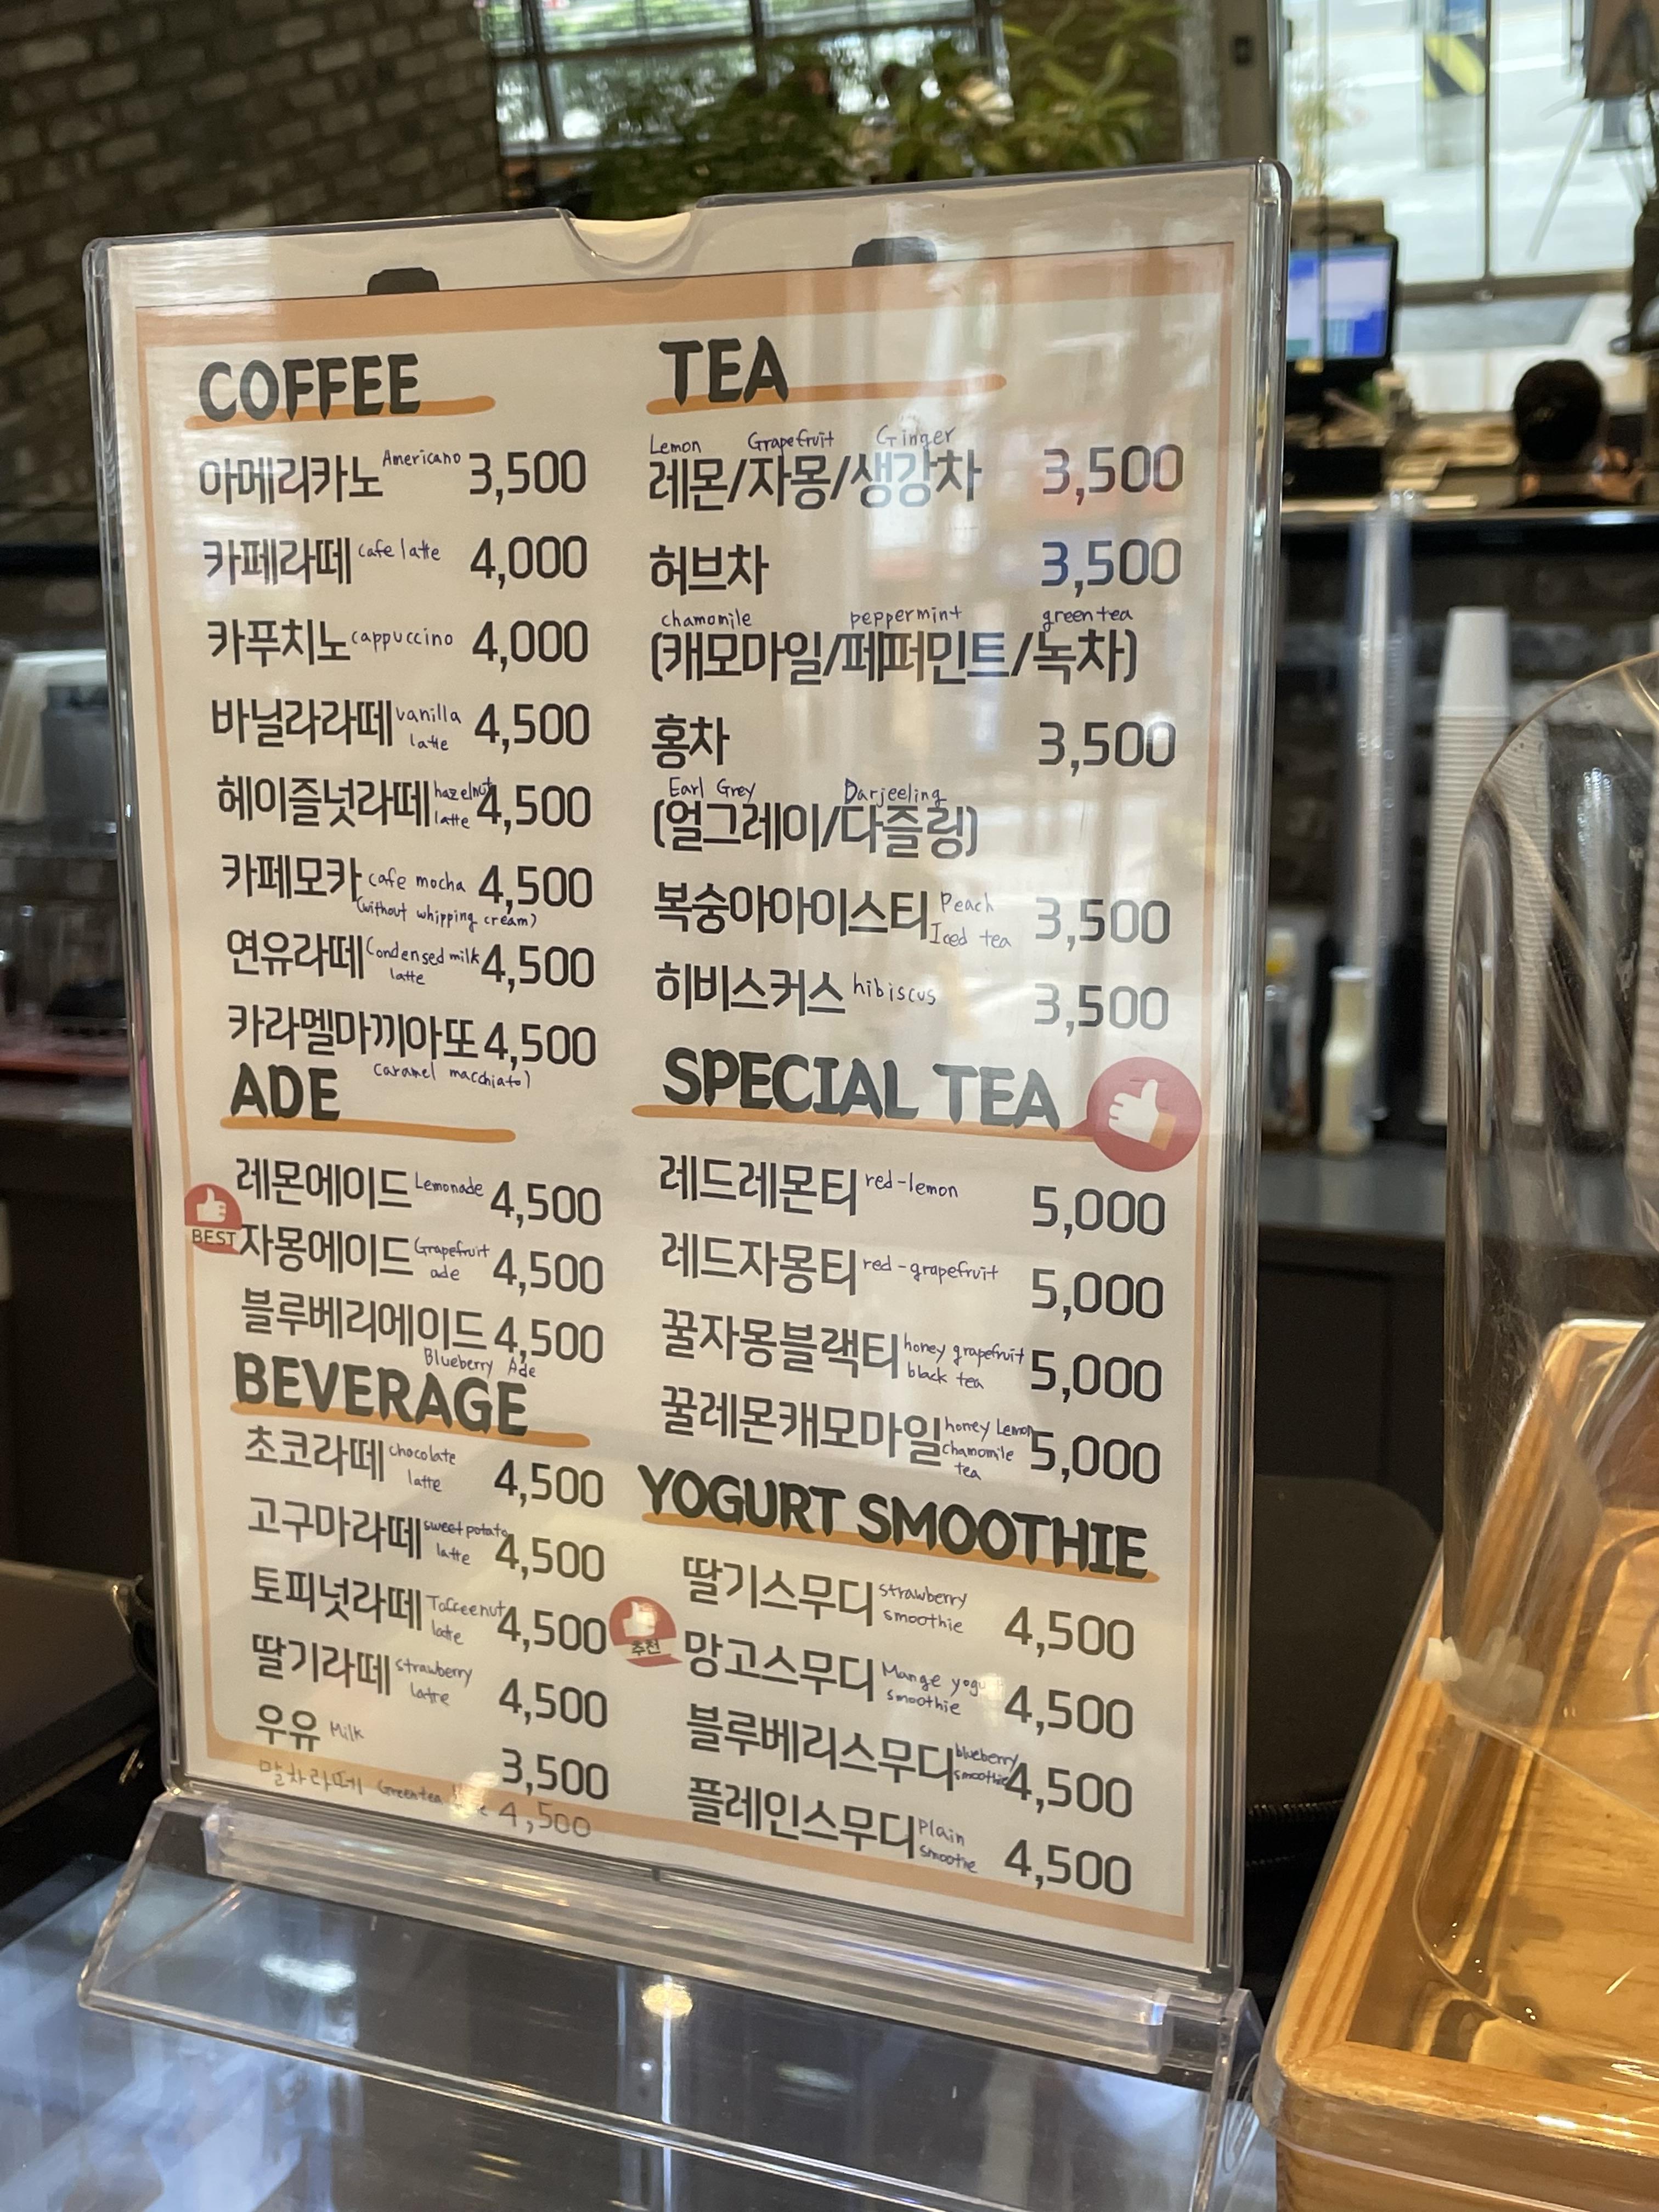 COFFEE
아메리카노 Americano 3,500
카페라떼 cafe latte 4,000
카푸치노 cappuccino 4,000
바닐라라떼 vanilla latte 4,500
헤이즐넛라떼 hazelnut latte 4,500
카페모카 cafe mocha 4,500
(without whipping cream)
연유라떼 Condensed milk latte 4,500
카라멜마끼아또 4,500
caramel macchiato)
ADE
레몬에이드 Lemonade 4,500
BEST 자몽에이드 Grapefruit ade 4,500
블루베리에이드 4,500
Blueberry Ade
BEVERAGE
초코라떼 chocolate latte 4,500
고구마라떼 sweet potato latte 4,500
토피넛라떼 Toffeenut latte 4,500
딸기라떼 strawberry latte 4,500
우유 Milk 3,500
말차라떼 Greentea 4,500
TEA
Lemon Grapefruit Ginger
레몬/자몽/생강차 3,500
허브차 3,500
chamomile peppermint green tea
(캐모마일/페퍼민트/녹차)
홍차 3,500
Earl Grey Darjeeling
(얼그레이/다즐링)
복숭아아이스티 Peach Iced tea 3,500
히비스커스 hibiscus 3,500
SPECIAL TEA
레드레몬티 red-lemon 5,000
레드자몽티 red-grapefruit 5,000
꿀자몽블랙티 honey grapefruit black tea 5,000
꿀레몬캐모마일 honey Lemon chamomile tea 5,000
YOGURT SMOOTHIE
딸기스무디 strawberry smoothie 4,500
추천 망고스무디 Mange smoothie 4,500
블루베리스무디 blueberry smoothie 4,500
플레인스무디 Plain smoothe 4,500